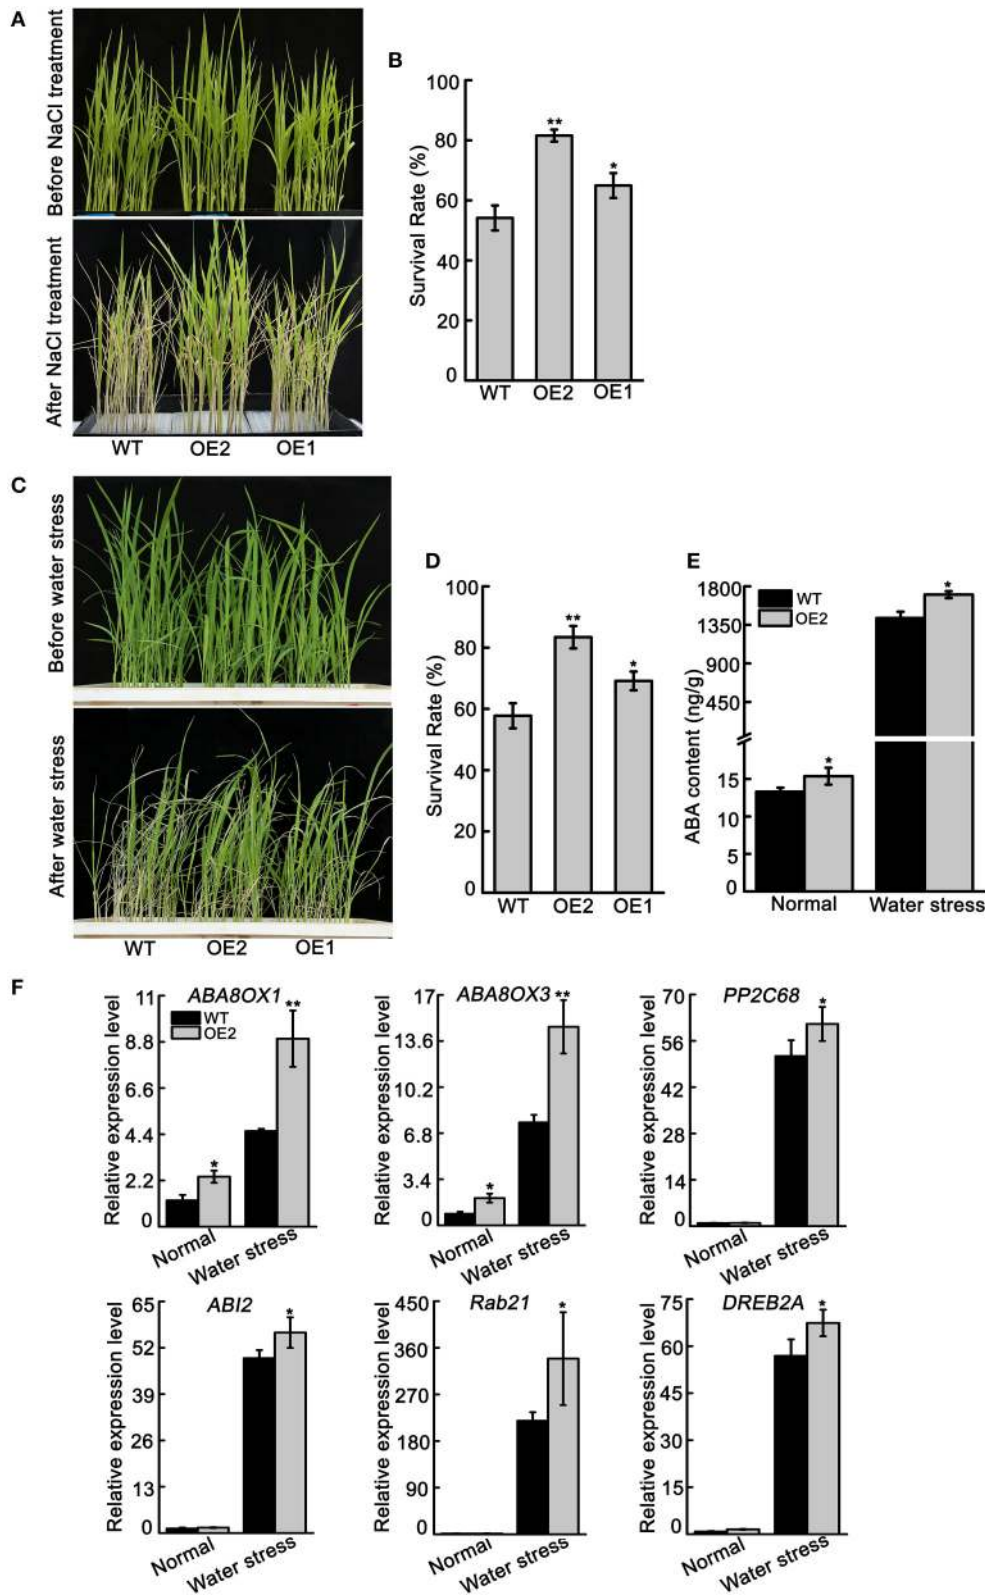 A
Before NaCl treatment
After NaCl treatment
WT OE2 OE1
B
Survival Rate (%)
100
80
60
40
20
0
** *
WT OE2 OE1
C
Before water stress
After water stress
WT OE2 OE1
D
Survival Rate (%)
100
80
60
40
20
0
** *
WT OE2 OE1
E
ABA content (ng/g)
1800
1350
900
450
15
10
5
0
WT
OE2
* *
Normal Water stress
F
ABA8OX1
Relative expression level
11
8.8
6.6
4.4
2.2
0
WT
OE2
* **
Normal Water stress
ABA8OX3
Relative expression level
17
13.6
10.2
6.8
3.4
0
* **
Normal Water stress
PP2C68
Relative expression level
70
56
42
28
14
0
*
Normal Water stress
ABI2
Relative expression level
65
52
39
26
13
0
*
Normal Water stress
Rab21
Relative expression level
450
360
270
180
90
0
*
Normal Water stress
DREB2A
Relative expression level
75
60
45
30
15
0
*
Normal Water stress